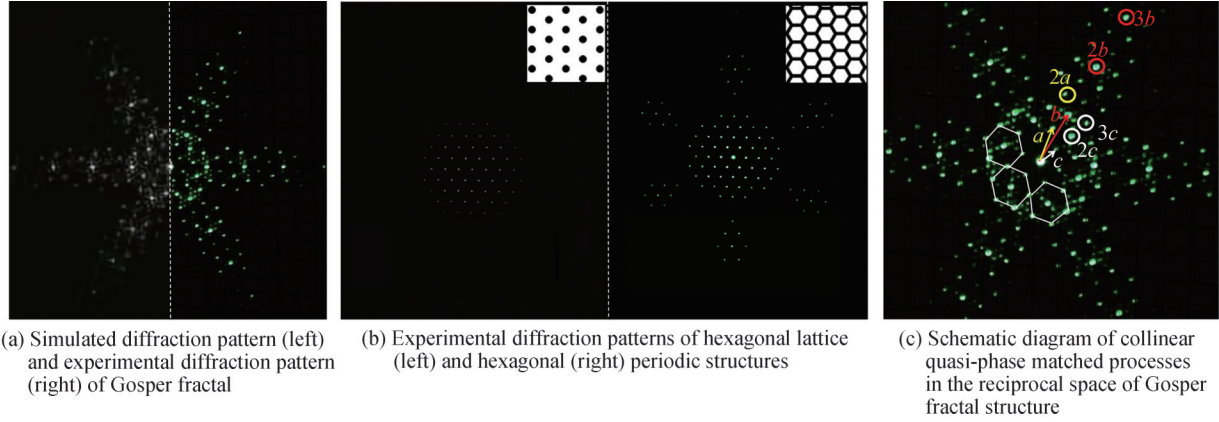 3b
2b
2a
b
a
3c
2c
c
(a) Simulated diffraction pattern (left)
and experimental diffraction pattern
(right) of Gosper fractal
(b) Experimental diffraction patterns of hexagonal lattice
(left) and hexagonal (right) periodic structures
(c) Schematic diagram of collinear
quasi-phase matched processes
in the reciprocal space of Gosper
fractal structure